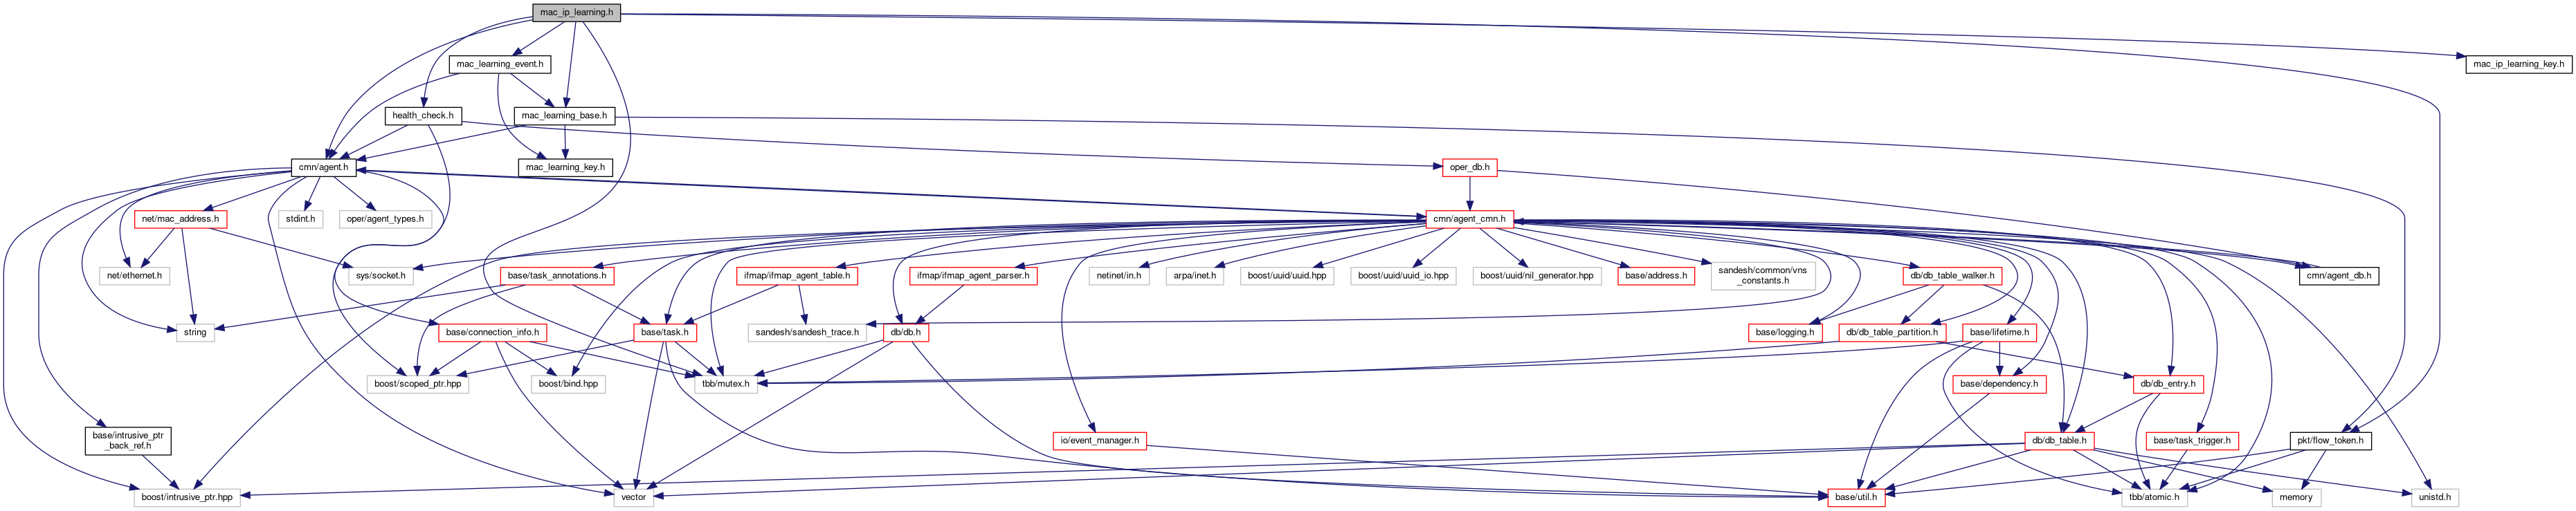 mac_ip_learning.h
mac_learning_event.h
mac_ip_learning_key.h
health_check.h
mac_learning_base.h
cmn/agent.h
mac_learning_key.h
oper_db.h
net/mac_address.h
stdint.h
oper/agent_types.h
cmn/agent_cmn.h
net/ethernet.h
sys/socket.h
base/task_annotations.h
ifmap/ifmap_agent_table.h
ifmap/ifmap_agent_parser.h
netinet/in.h
arpa/inet.h
boost/uuid/uuid.hpp
boost/uuid/uuid_io.hpp
boost/uuid/nil_generator.hpp
base/address.h
sandesh/common/vns
_constants.h
db/db_table_walker.h
cmn/agent_db.h
string
base/connection_info.h
base/task.h
sandesh/sandesh_trace.h
db/db.h
base/logging.h
db/db_table_partition.h
base/lifetime.h
boost/scoped_ptr.hpp
boost/bind.hpp
tbb/mutex.h
base/dependency.h
db/db_entry.h
base/intrusive_ptr
_back_ref.h
io/event_manager.h
db/db_table.h
base/task_trigger.h
pkt/flow_token.h
boost/intrusive_ptr.hpp
vector
base/util.h
tbb/atomic.h
memory
unistd.h